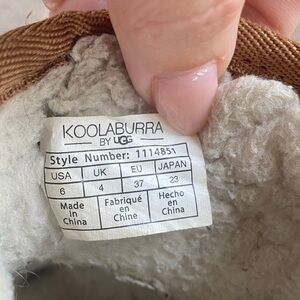 KOOLABURRA
BY UGG
Style Number: 1114851
USA UK EU JAPAN
6 4 37 23
Made in China Fabriqué en Chine Hecho en China